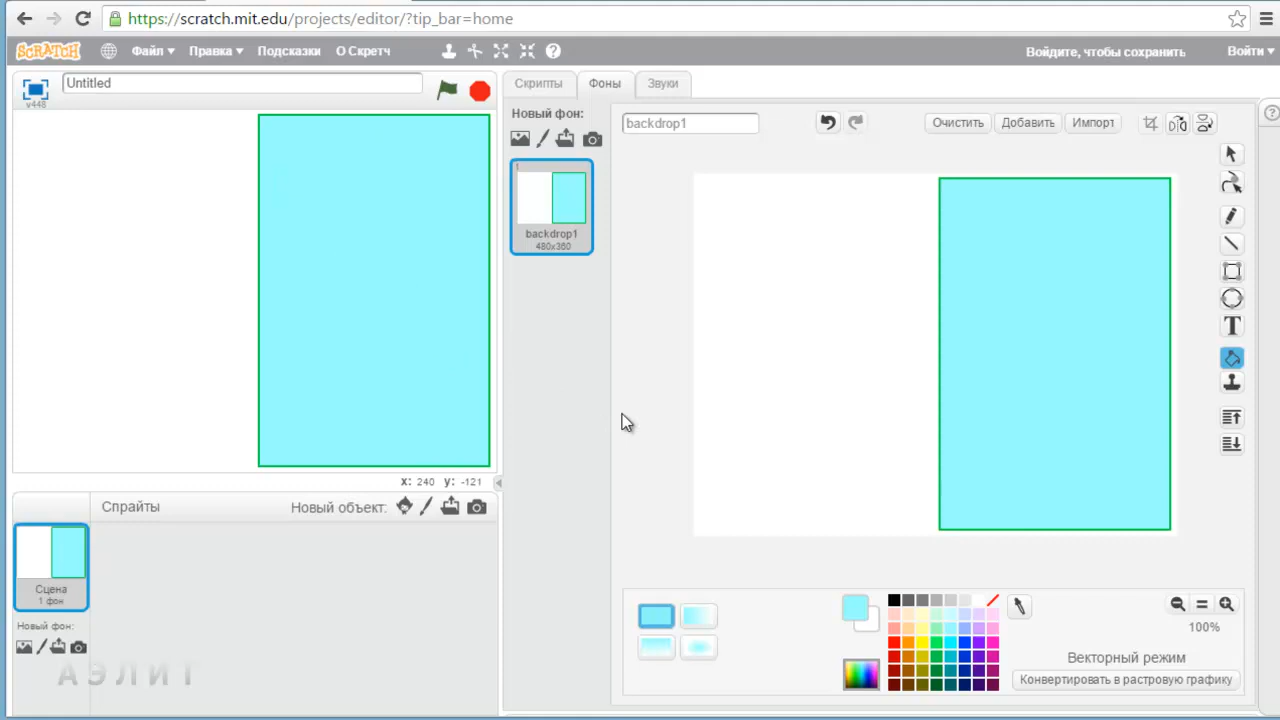 https://scratch.mit.edu/projects/editor/?tip_bar=home
SCRATCH Файл Правка Подсказки О Скретч Войдите, чтобы сохранить Войти
v448 Untitled
Скрипты Фоны Звуки
Новый фон:
backdrop1 Очистить Добавить Импорт
1
backdrop1
480x360
x: 240 y: -121
Спрайты Новый объект:
Сцена
1 фон
Новый фон:
100%
Векторный режим
Конвертировать в растровую графику